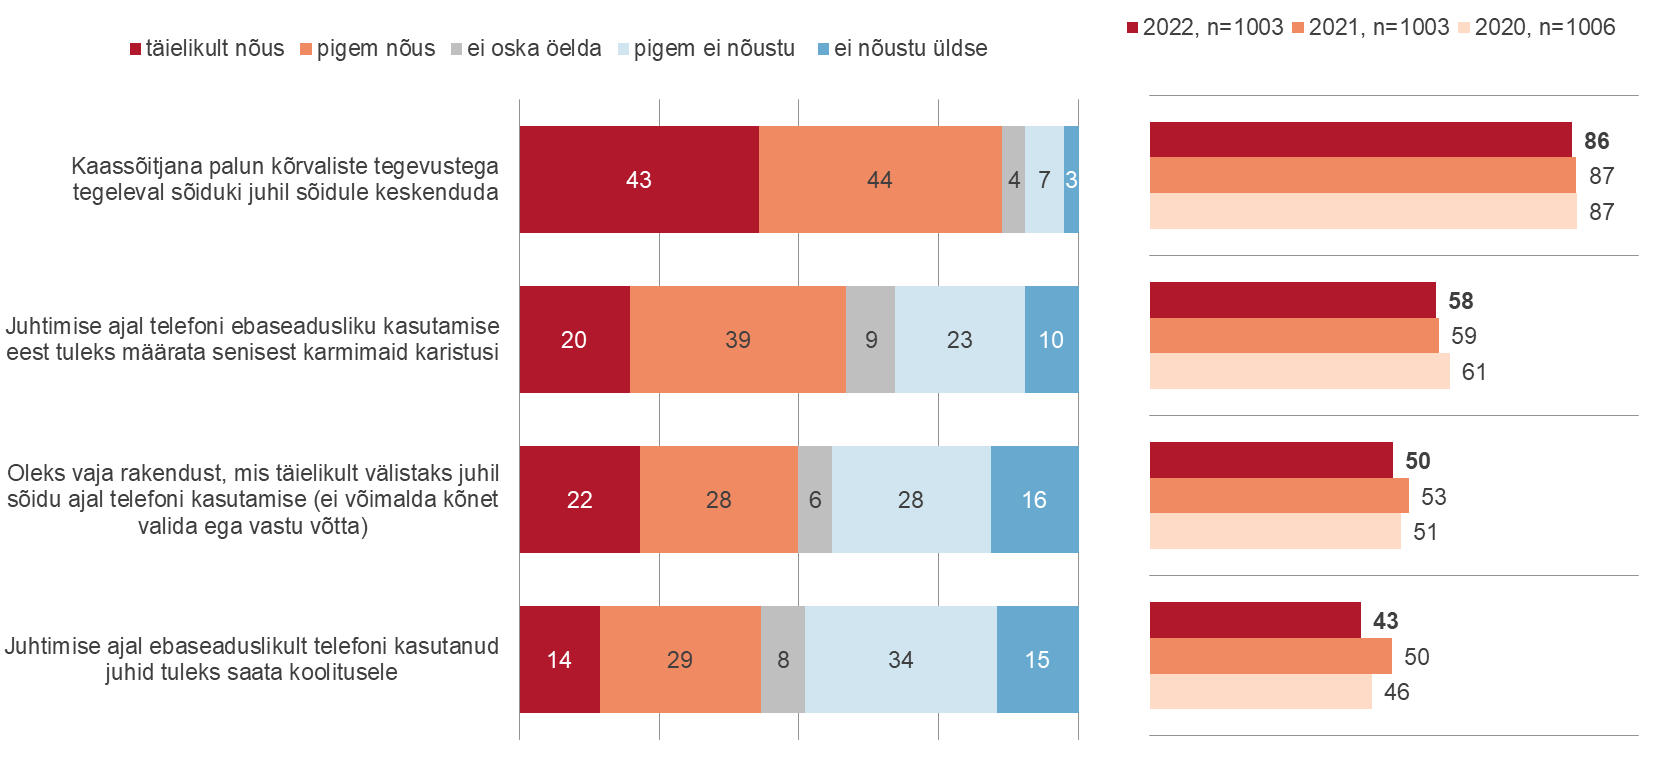 täielikult nõus pigem nõus ei oska öelda pigem ei nõustu ei nõustu üldse
2022, n=1003 2021, n=1003 2020, n=1006
Kaassõitjana palun kõrvaliste tegevustega
tegeleval sõiduki juhil sõidule keskenduda
43 44 4 7 3
86
87
87
Juhtimise ajal telefoni ebaseadusliku kasutamise
eest tuleks määrata senisest karmimaid karistusi
20 39 9 23 10
58
59
61
Oleks vaja rakendust, mis täielikult välistaks juhil
sõidu ajal telefoni kasutamise (ei võimalda kõnet
valida ega vastu võtta)
22 28 6 28 16
50
53
51
Juhtimise ajal ebaseaduslikult telefoni kasutanud
juhid tuleks saata koolitusele
14 29 8 34 15
43
50
46